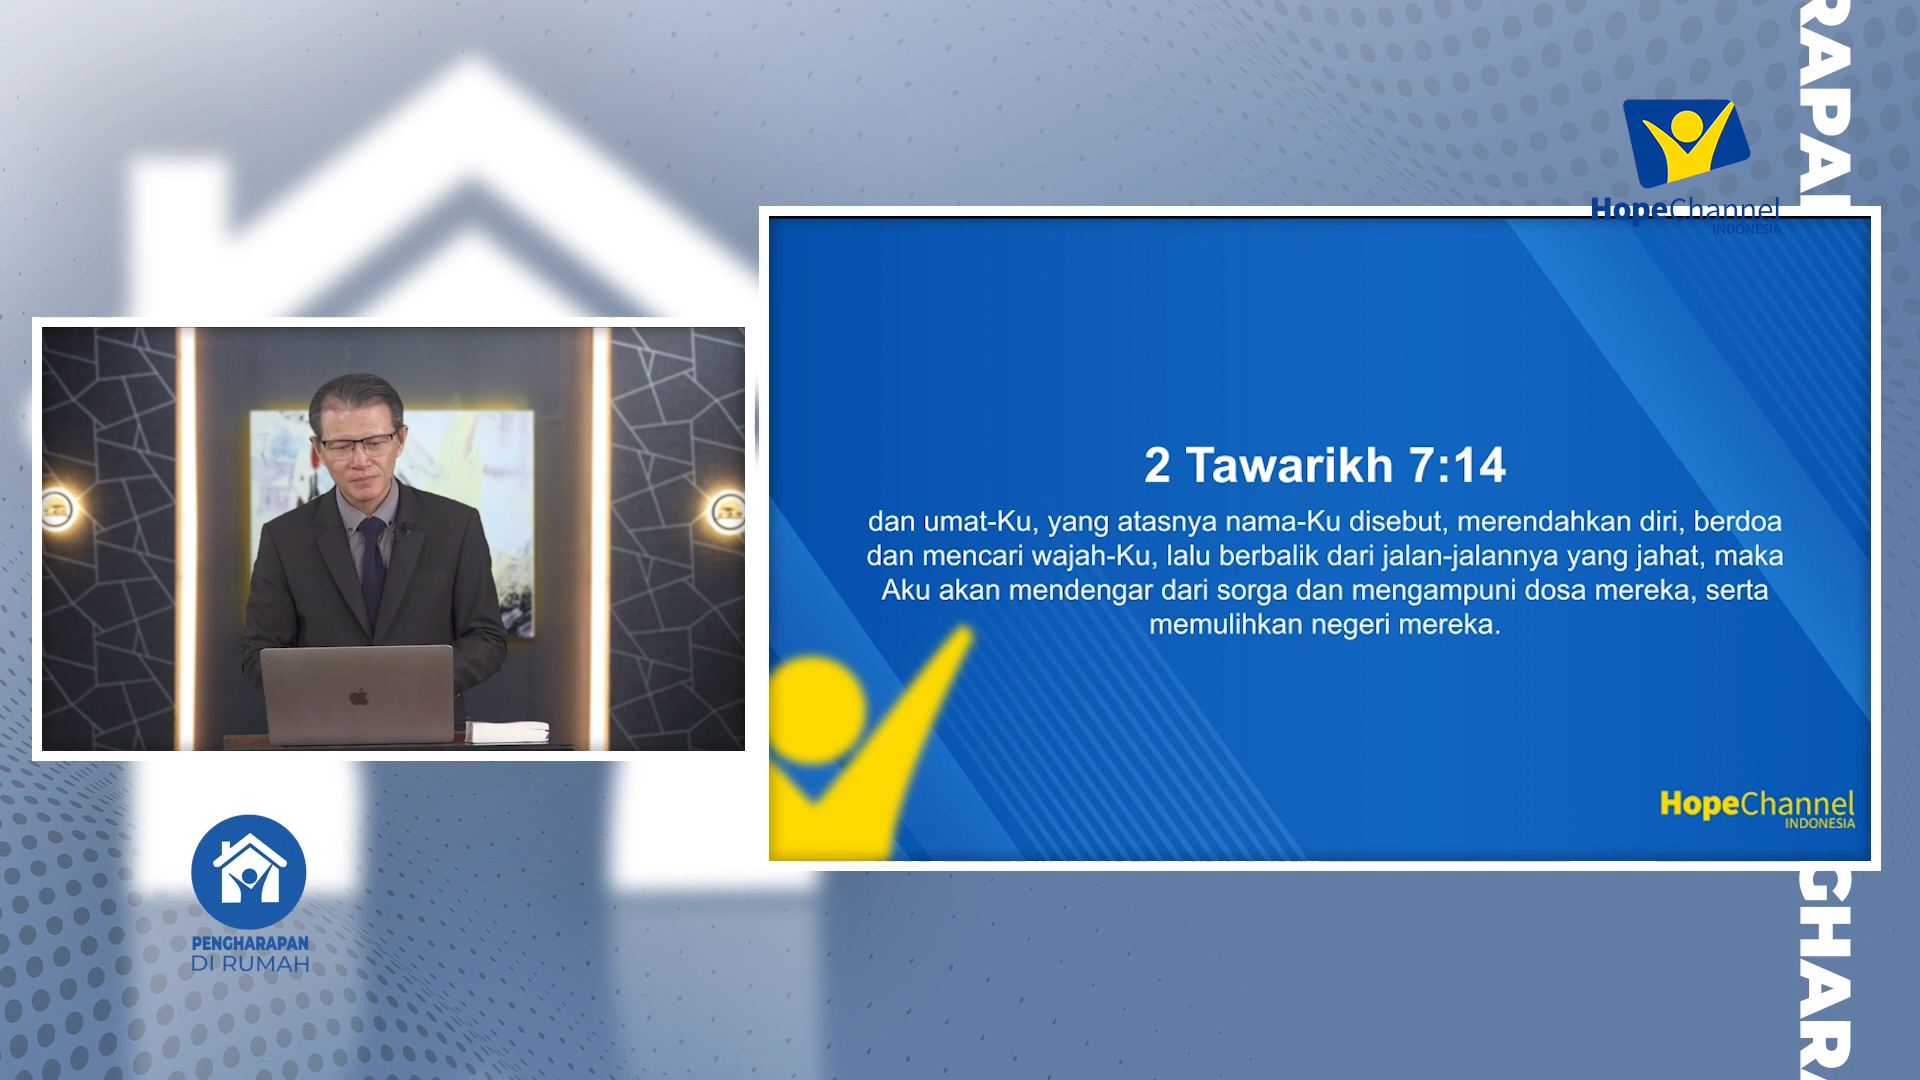 HopeChannel
INDONESIA
2 Tawarikh 7:14
dan umat-Ku, yang atasnya nama-Ku disebut, merendahkan diri, berdoa
dan mencari wajah-Ku, lalu berbalik dari jalan-jalannya yang jahat, maka
Aku akan mendengar dari sorga dan mengampuni dosa mereka, serta
memulihkan negeri mereka.
HopeChannel
INDONESIA
PENGHARAPAN
DI RUMAH